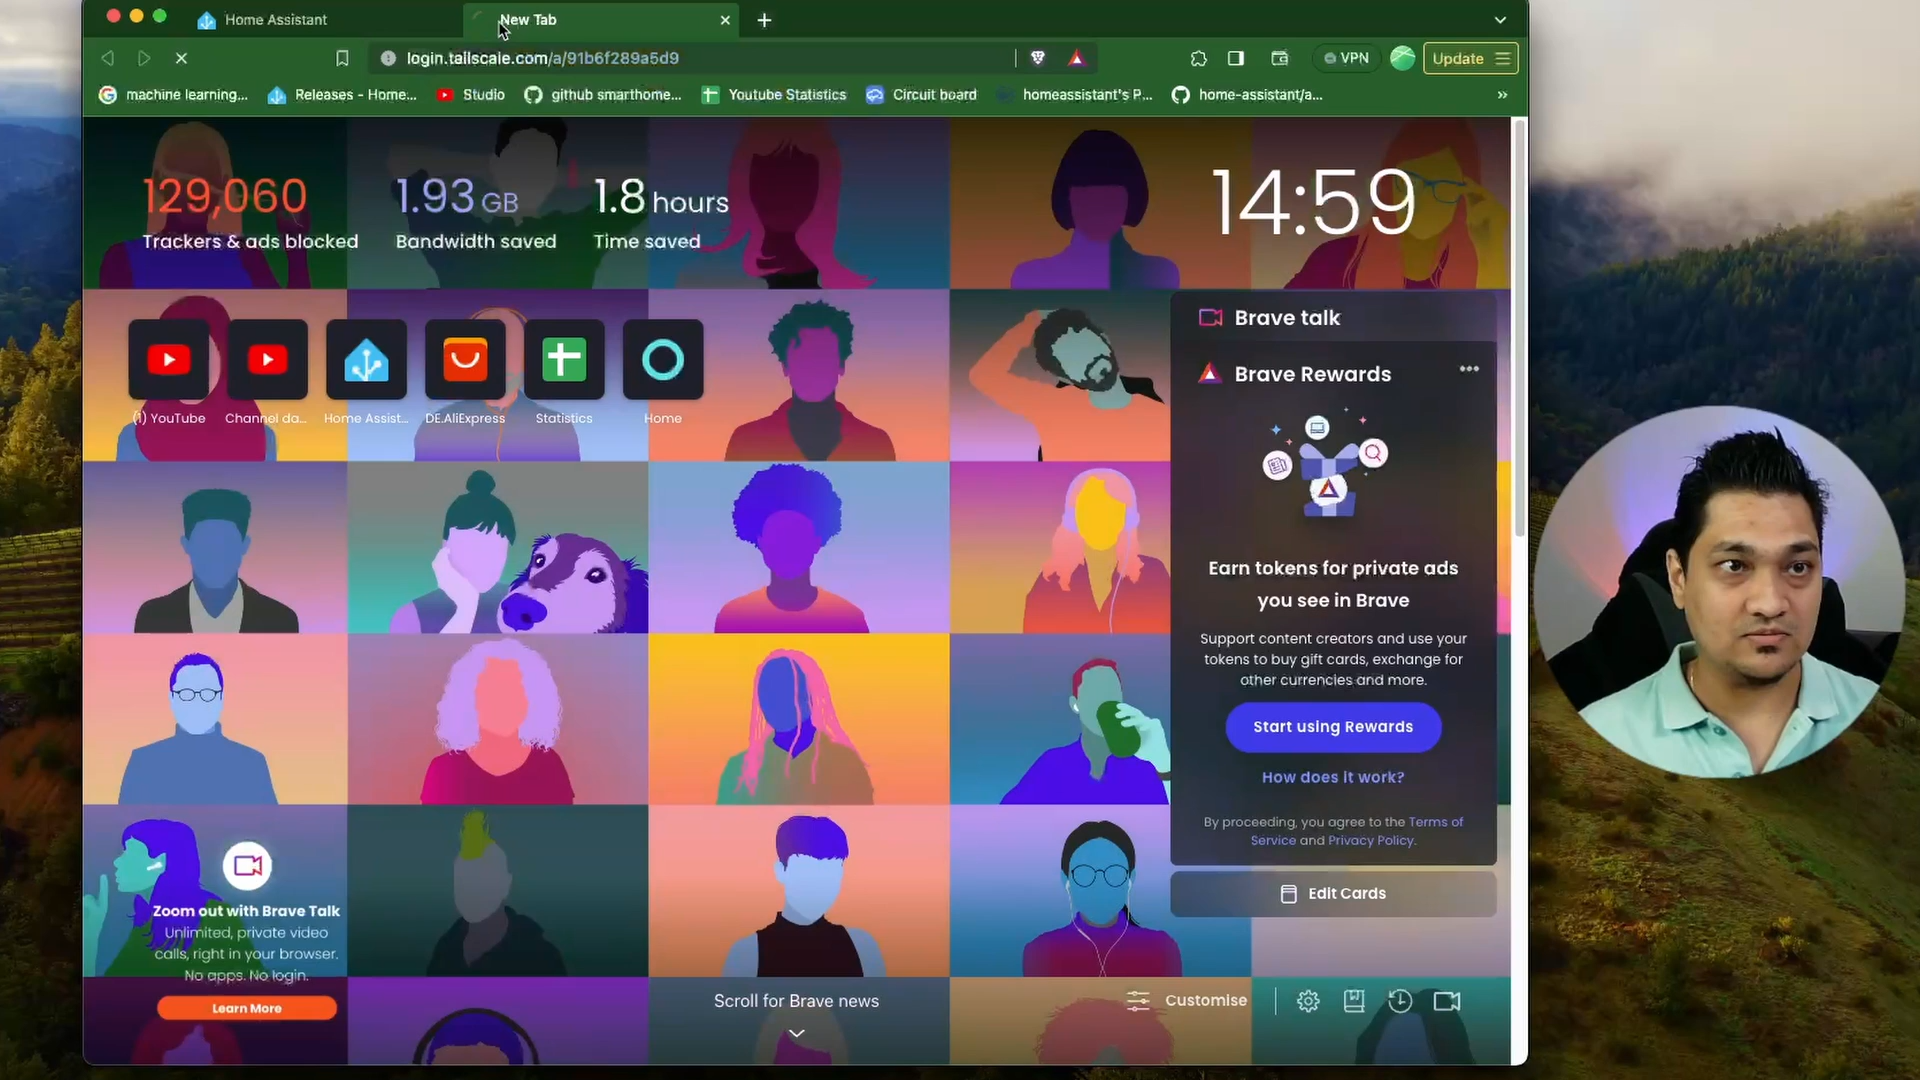 Home Assistant
New Tab
login.tailscale.com/a/91b6f289a5d9
VPN
Update
machine learning...
Releases - Home...
Studio
github smarthome...
Youtube Statistics
Circuit board
homeassistant's P...
home-assistant/a...
»
129,060
Trackers & ads blocked
1.93 GB
Bandwidth saved
1.8 hours
Time saved
14:59
(1) YouTube
Channel da...
Home Assist...
DE.AliExpress
Statistics
Home
Brave talk
Brave Rewards
Earn tokens for private ads
you see in Brave
Support content creators and use your
tokens to buy gift cards, exchange for
other currencies and more.
Start using Rewards
How does it work?
By proceeding, you agree to the Terms of
Service and Privacy Policy.
Edit Cards
Zoom out with Brave Talk
Unlimited, private video
calls, right in your browser.
No apps. No login.
Learn More
Scroll for Brave news
Customise